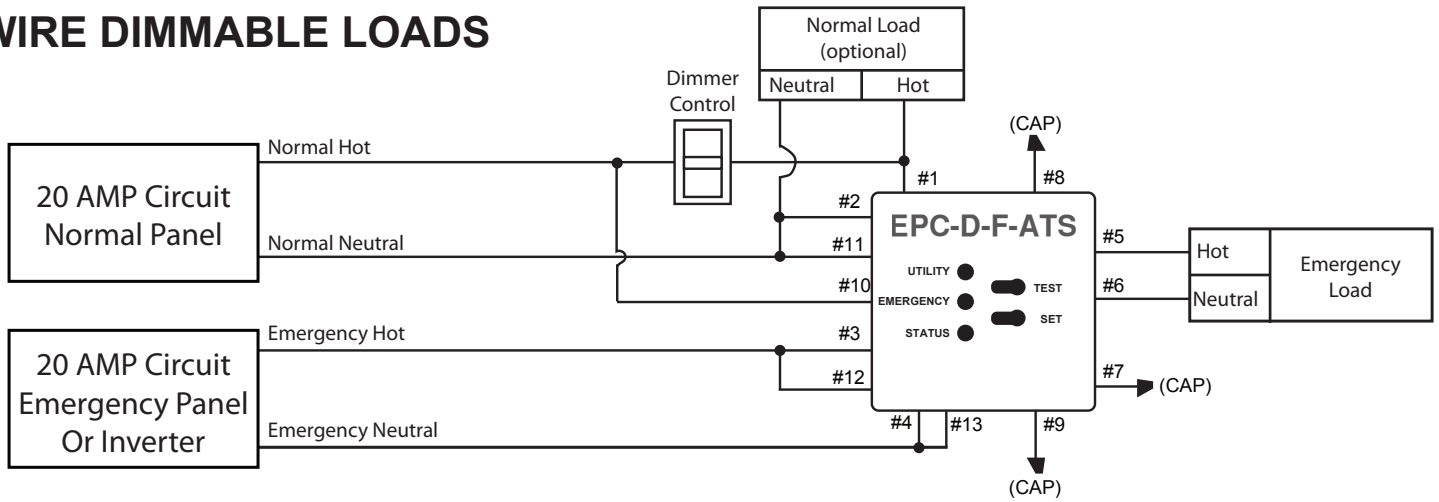 WIRE DIMMABLE LOADS
Normal Load
(optional)
Neutral
Hot
Dimmer
Control
20 AMP Circuit
Normal Panel
Normal Hot
Normal Neutral
20 AMP Circuit
Emergency Panel
Or Inverter
Emergency Hot
Emergency Neutral
(CAP)
#1
#8
#2
#11
#10
#3
#12
#4
#13
#9
(CAP)
EPC-D-F-ATS
UTILITY
EMERGENCY
STATUS
TEST
SET
#5
#6
#7
(CAP)
Hot
Neutral
Emergency
Load